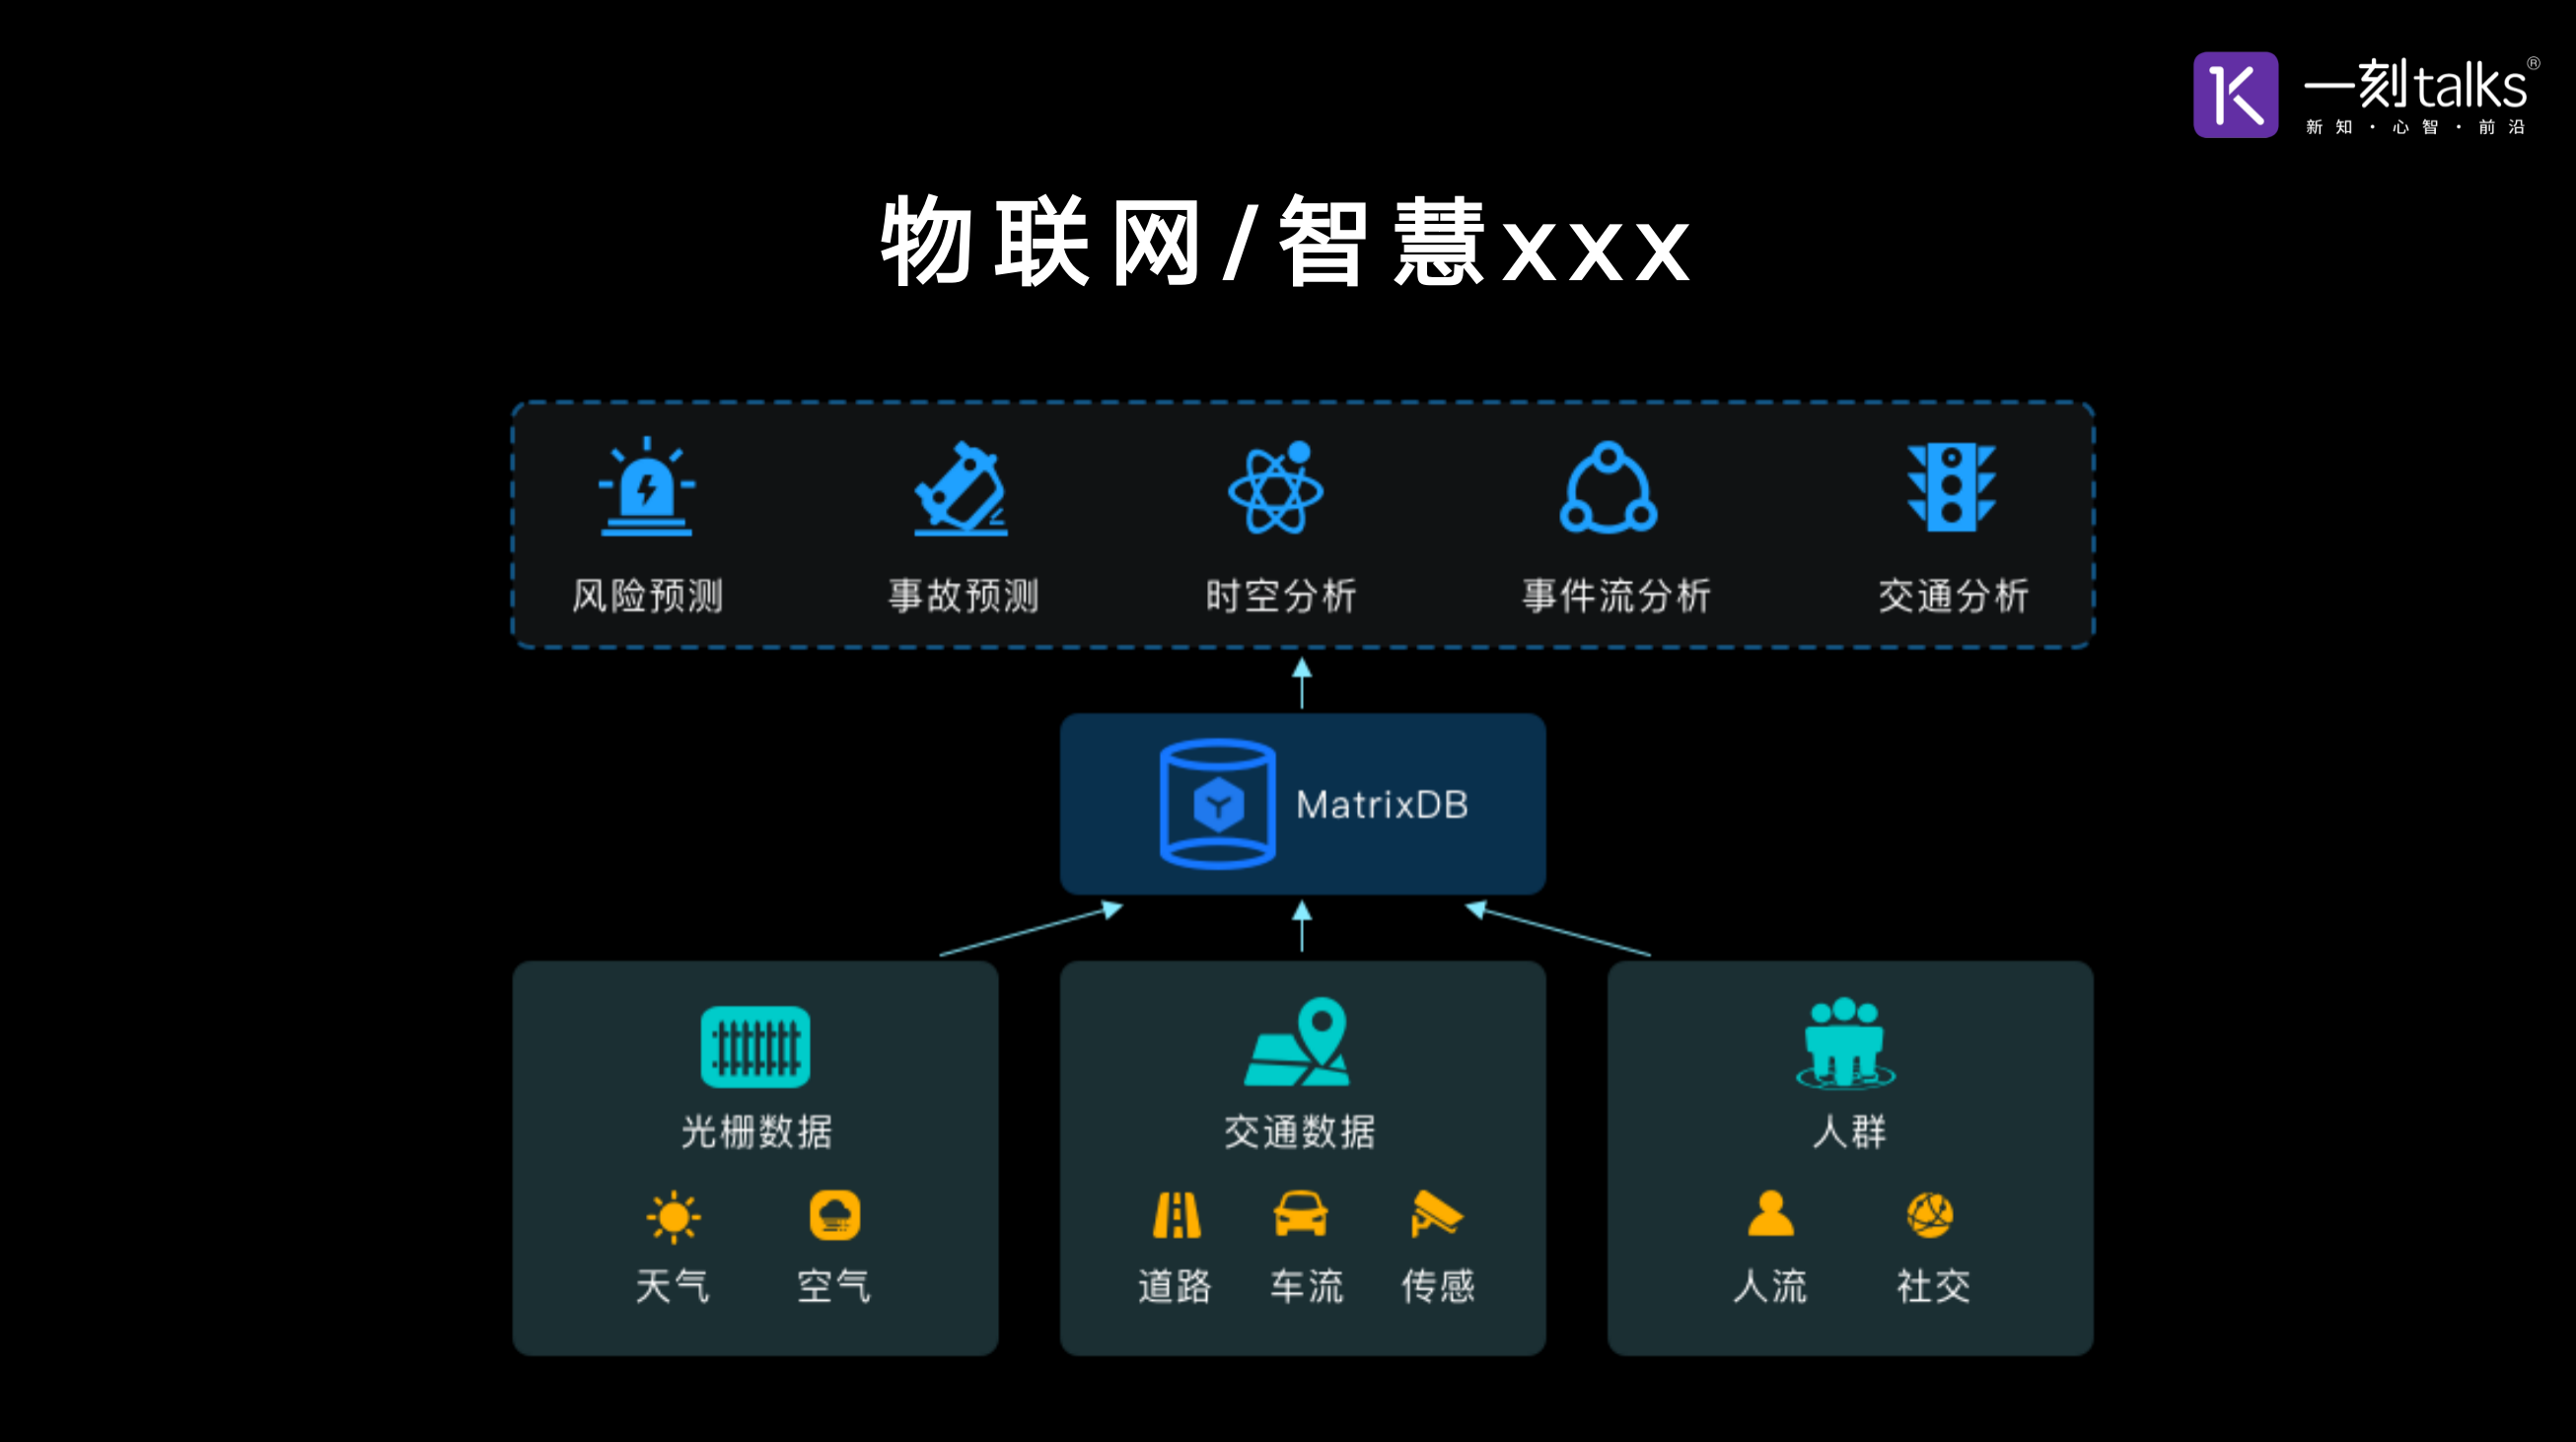 一刻talks®
新知·心智·前沿
物联网/智慧xxx
风险预测 事故预测 时空分析 事件流分析 交通分析
MatrixDB
光栅数据 交通数据 人群
天气 空气 道路 车流 传感 人流 社交